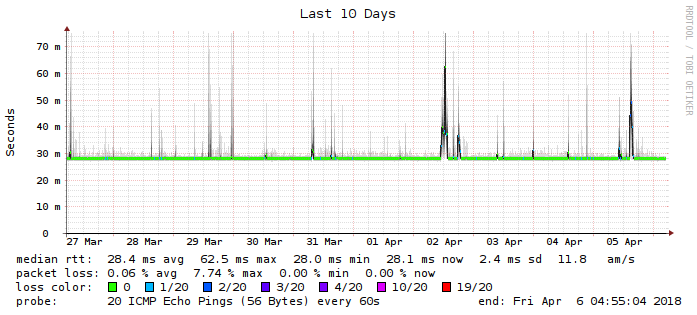 Last 10 Days
RRDTOOL / TOBI OETIKER
Seconds
70 m
60 m
50 m
40 m
30 m
20 m
10 m
0
27 Mar 28 Mar 29 Mar 30 Mar 31 Mar 01 Apr 02 Apr 03 Apr 04 Apr 05 Apr
median rtt: 28.4 ms avg 62.5 ms max 28.0 ms min 28.1 ms now 2.4 ms sd 11.8 am/s
packet loss: 0.06 % avg 7.74 % max 0.00 % min 0.00 % now
loss color: 0 1/20 2/20 3/20 4/20 10/20 19/20
probe: 20 ICMP Echo Pings (56 Bytes) every 60s end: Fri Apr 6 04:55:04 2018